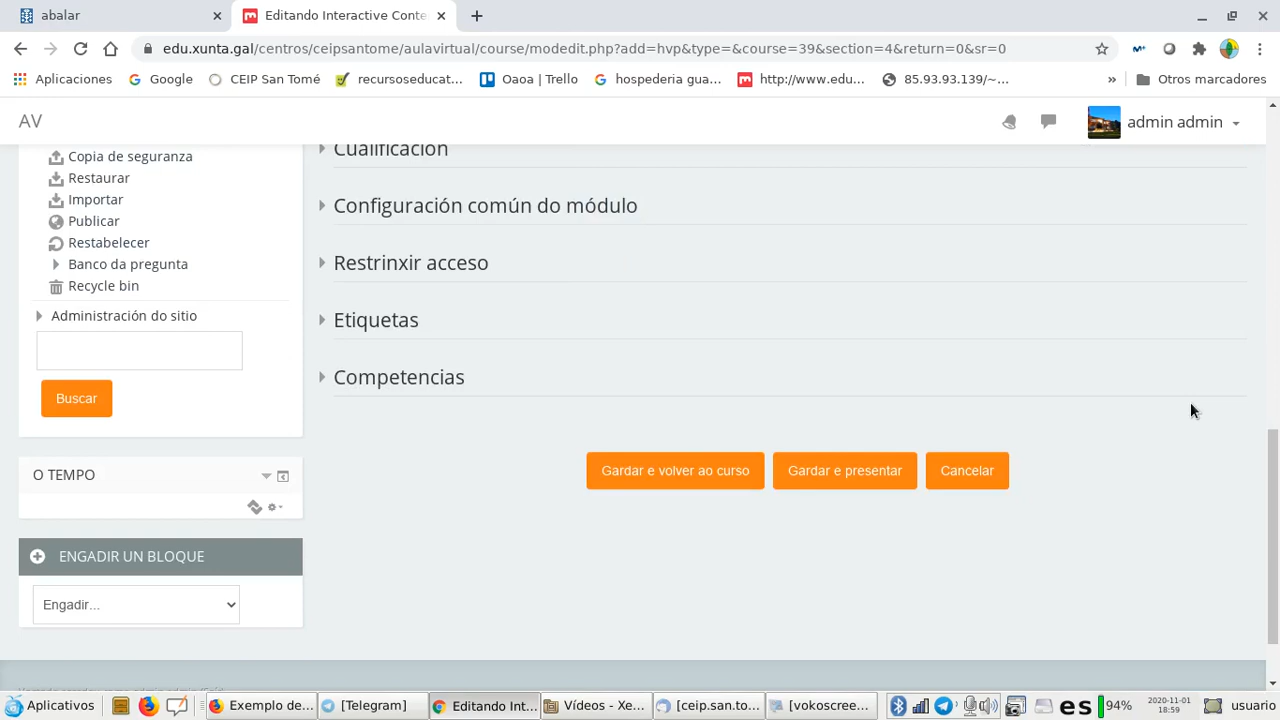 abalar
Editando Interactive Conte
edu.xunta.gal/centros/ceipsantome/aulavirtual/course/modedit.php?add=hvp&type=&course=39&section=4&return=0&sr=0
Aplicaciones
Google
CEIP San Tomé
recursoseducat...
Oaoa | Trello
hospederia gua...
http://www.edu...
85.93.93.139/~...
»
Otros marcadores
AV
admin admin
Copia de seguranza
Restaurar
Importar
Publicar
Restabelecer
Banco da pregunta
Recycle bin
Administración do sitio
Buscar
O TEMPO
ENGADIR UN BLOQUE
Engadir...
Cualificación
Configuración común do módulo
Restrinxir acceso
Etiquetas
Competencias
Gardar e volver ao curso
Gardar e presentar
Cancelar
Aplicativos
Exemplo de...
[Telegram]
Editando Int...
Vídeos - Xe...
[ceip.san.to...
[vokoscree...
es
94%
2020-11-01
18:59
usuario